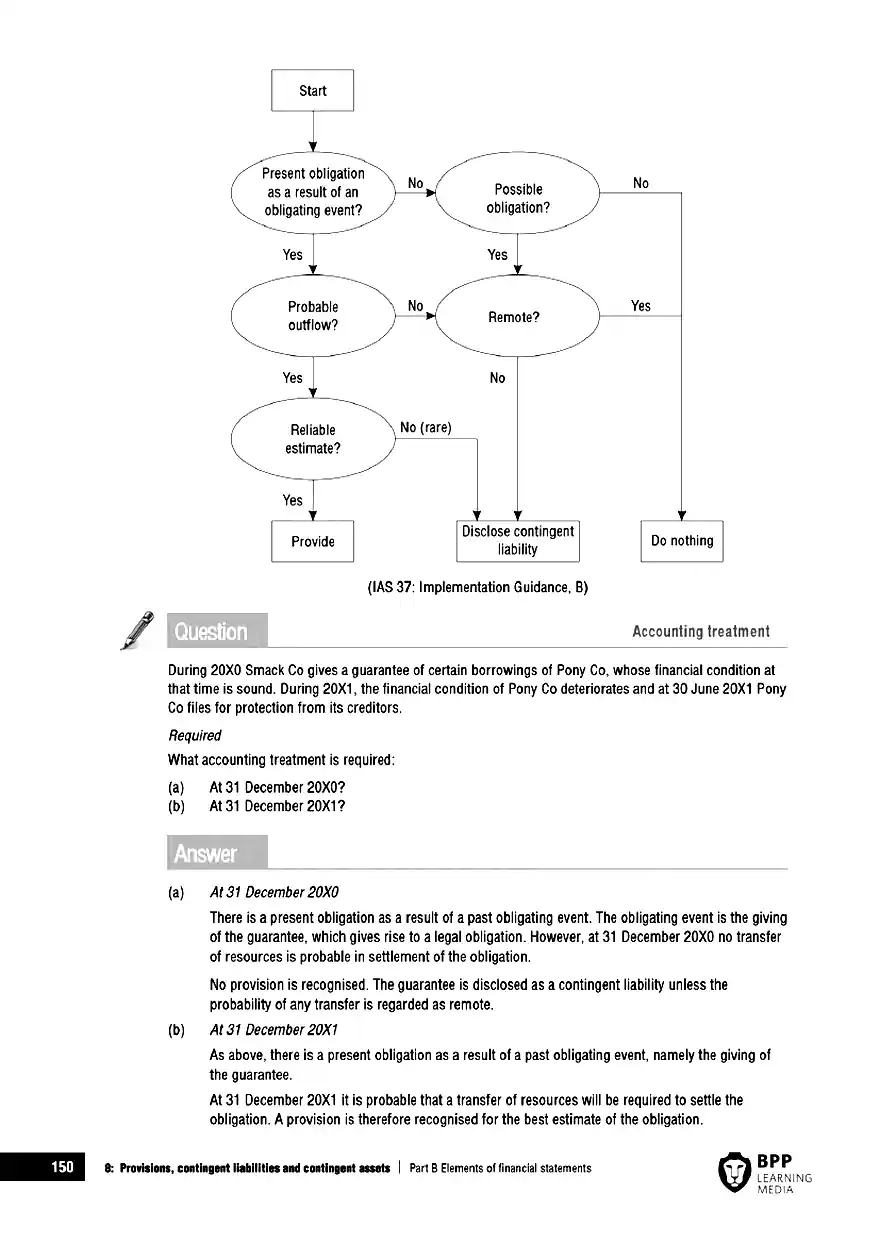 Start
Present obligation
as a result of an
obligating event?
No
Possible
obligation?
No
Yes
Yes
Probable
outflow?
No
Remote?
Yes
Yes
No
Reliable
estimate?
No (rare)
Yes
Provide
Disclose contingent
liability
Do nothing
(IAS 37: Implementation Guidance, B)
Question
Accounting treatment
During 20X0 Smack Co gives a guarantee of certain borrowings of Pony Co, whose financial condition at
that time is sound. During 20X1, the financial condition of Pony Co deteriorates and at 30 June 20X1 Pony
Co files for protection from its creditors.
Required
What accounting treatment is required:
(a) At 31 December 20X0?
(b) At 31 December 20X1?
Answer
(a) At 31 December 20X0
There is a present obligation as a result of a past obligating event. The obligating event is the giving
of the guarantee, which gives rise to a legal obligation. However, at 31 December 20X0 no transfer
of resources is probable in settlement of the obligation.
No provision is recognised. The guarantee is disclosed as a contingent liability unless the
probability of any transfer is regarded as remote.
(b) At 31 December 20X1
As above, there is a present obligation as a result of a past obligating event, namely the giving of
the guarantee.
At 31 December 20X1 it is probable that a transfer of resources will be required to settle the
obligation. A provision is therefore recognised for the best estimate of the obligation.
150 8: Provisions, contingent liabilities and contingent assets | Part B Elements of financial statements
BPP
LEARNING
MEDIA